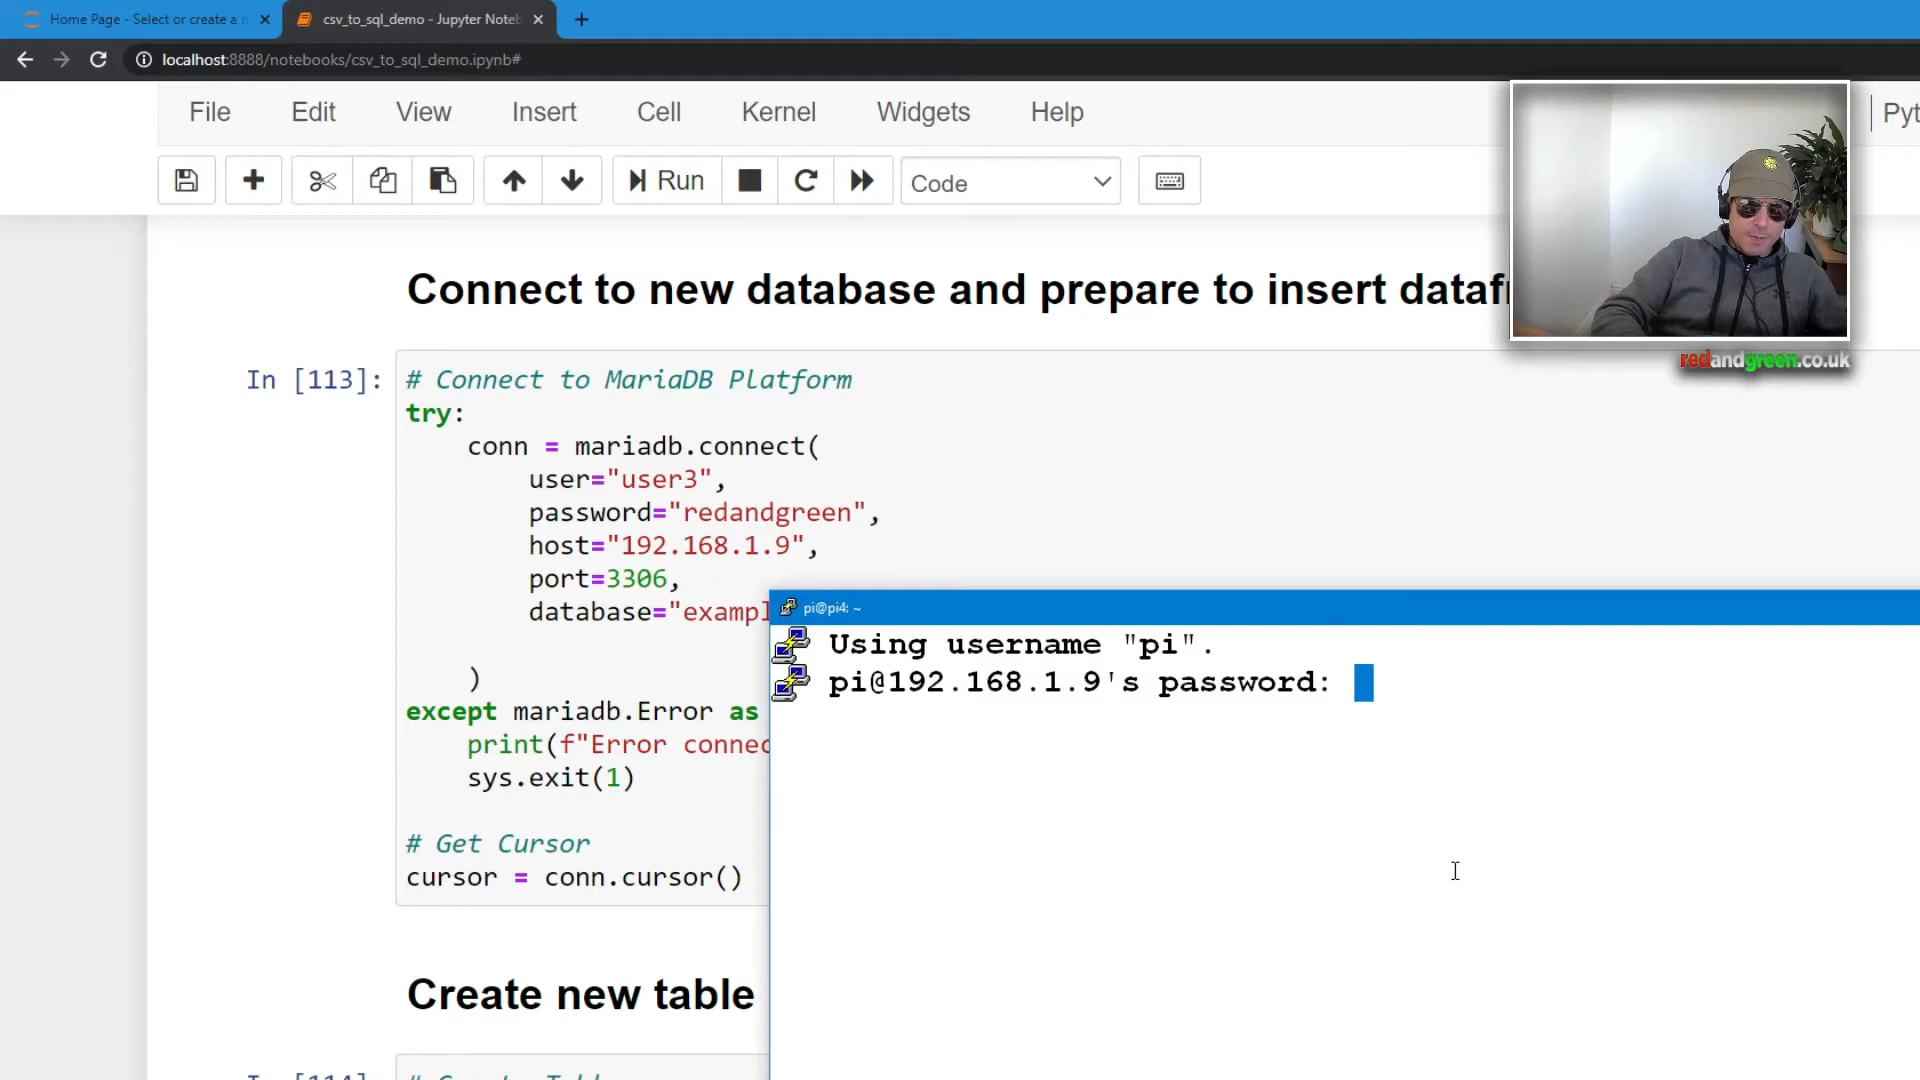 Home Page - Select or create a n
csv_to_sql_demo - Jupyter Noteb
localhost:8888/notebooks/csv_to_sql_demo.ipynb#
File Edit View Insert Cell Kernel Widgets Help
Pyt
Run
Code
redandgreen.co.uk
Connect to new database and prepare to insert dataf
In [113]:
# Connect to MariaDB Platform
try:
conn = mariadb.connect(
user="user3",
password="redandgreen",
host="192.168.1.9",
port=3306,
database="exampl
)
except mariadb.Error as
print(f"Error connec
sys.exit(1)
# Get Cursor
cursor = conn.cursor()
pi@pi4: ~
Using username "pi".
pi@192.168.1.9's password:
Create new table